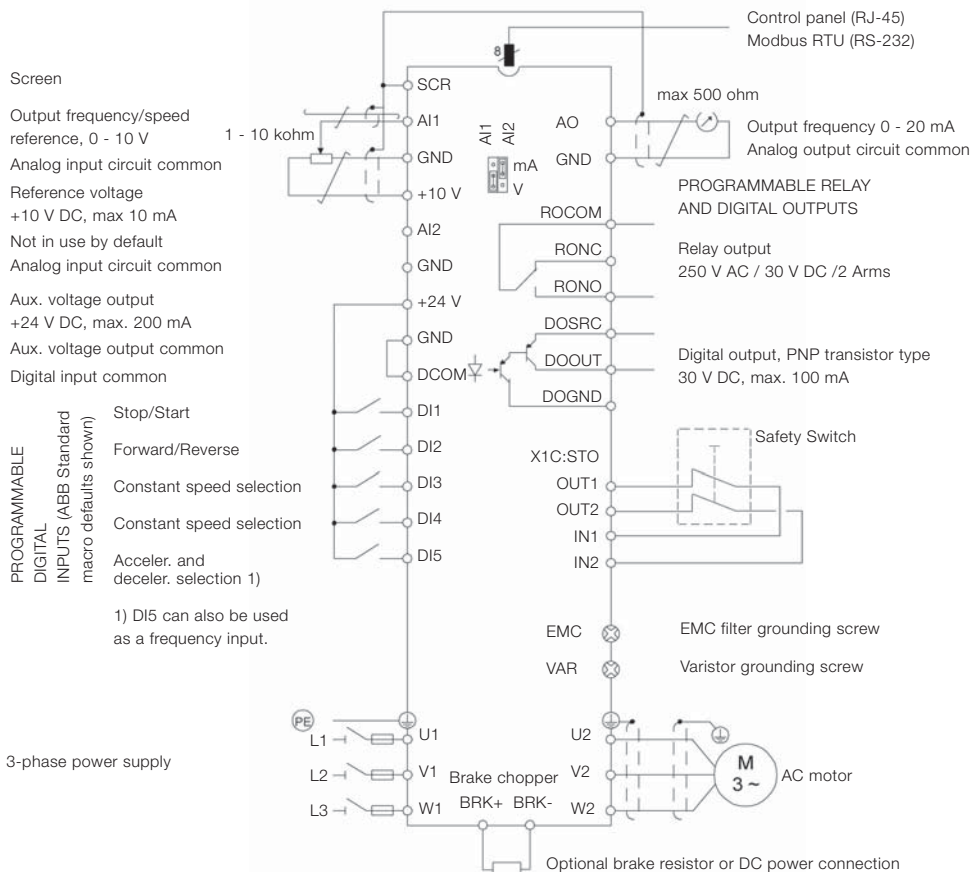 Control panel (RJ-45)
Modbus RTU (RS-232)
8
Screen
SCR
max 500 ohm
Output frequency/speed
reference, 0 - 10 V
1 - 10 kohm
AI1
AI1
AI2
mA
V
AO
Output frequency 0 - 20 mA
Analog input circuit common
GND
GND
Analog output circuit common
Reference voltage
+10 V DC, max 10 mA
+10 V
PROGRAMMABLE RELAY
AND DIGITAL OUTPUTS
Not in use by default
AI2
ROCOM
Analog input circuit common
GND
RONC
Relay output
250 V AC / 30 V DC /2 Arms
RONO
Aux. voltage output
+24 V DC, max. 200 mA
+24 V
DOSRC
Aux. voltage output common
GND
DOOUT
Digital output, PNP transistor type
30 V DC, max. 100 mA
Digital input common
DCOM
DOGND
PROGRAMMABLE
DIGITAL
INPUTS (ABB Standard
macro defaults shown)
Stop/Start
DI1
Forward/Reverse
DI2
Constant speed selection
DI3
Constant speed selection
DI4
Acceler. and
deceler. selection 1)
DI5
1) DI5 can also be used
as a frequency input.
Safety Switch
X1C:STO
OUT1
OUT2
IN1
IN2
EMC
EMC filter grounding screw
VAR
Varistor grounding screw
PE
3-phase power supply
L1
U1
U2
L2
V1
Brake chopper
V2
M
3 ~
AC motor
L3
W1
BRK+
BRK-
W2
Optional brake resistor or DC power connection